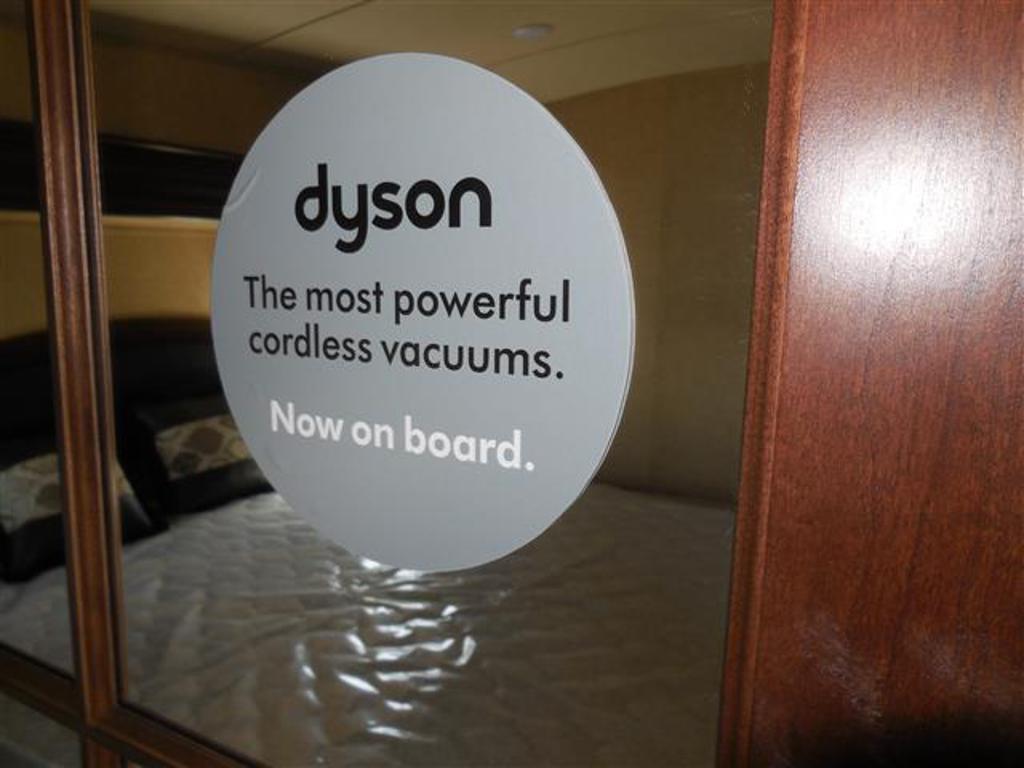 dyson
The most powerful
cordless vacuums.
Now on board.